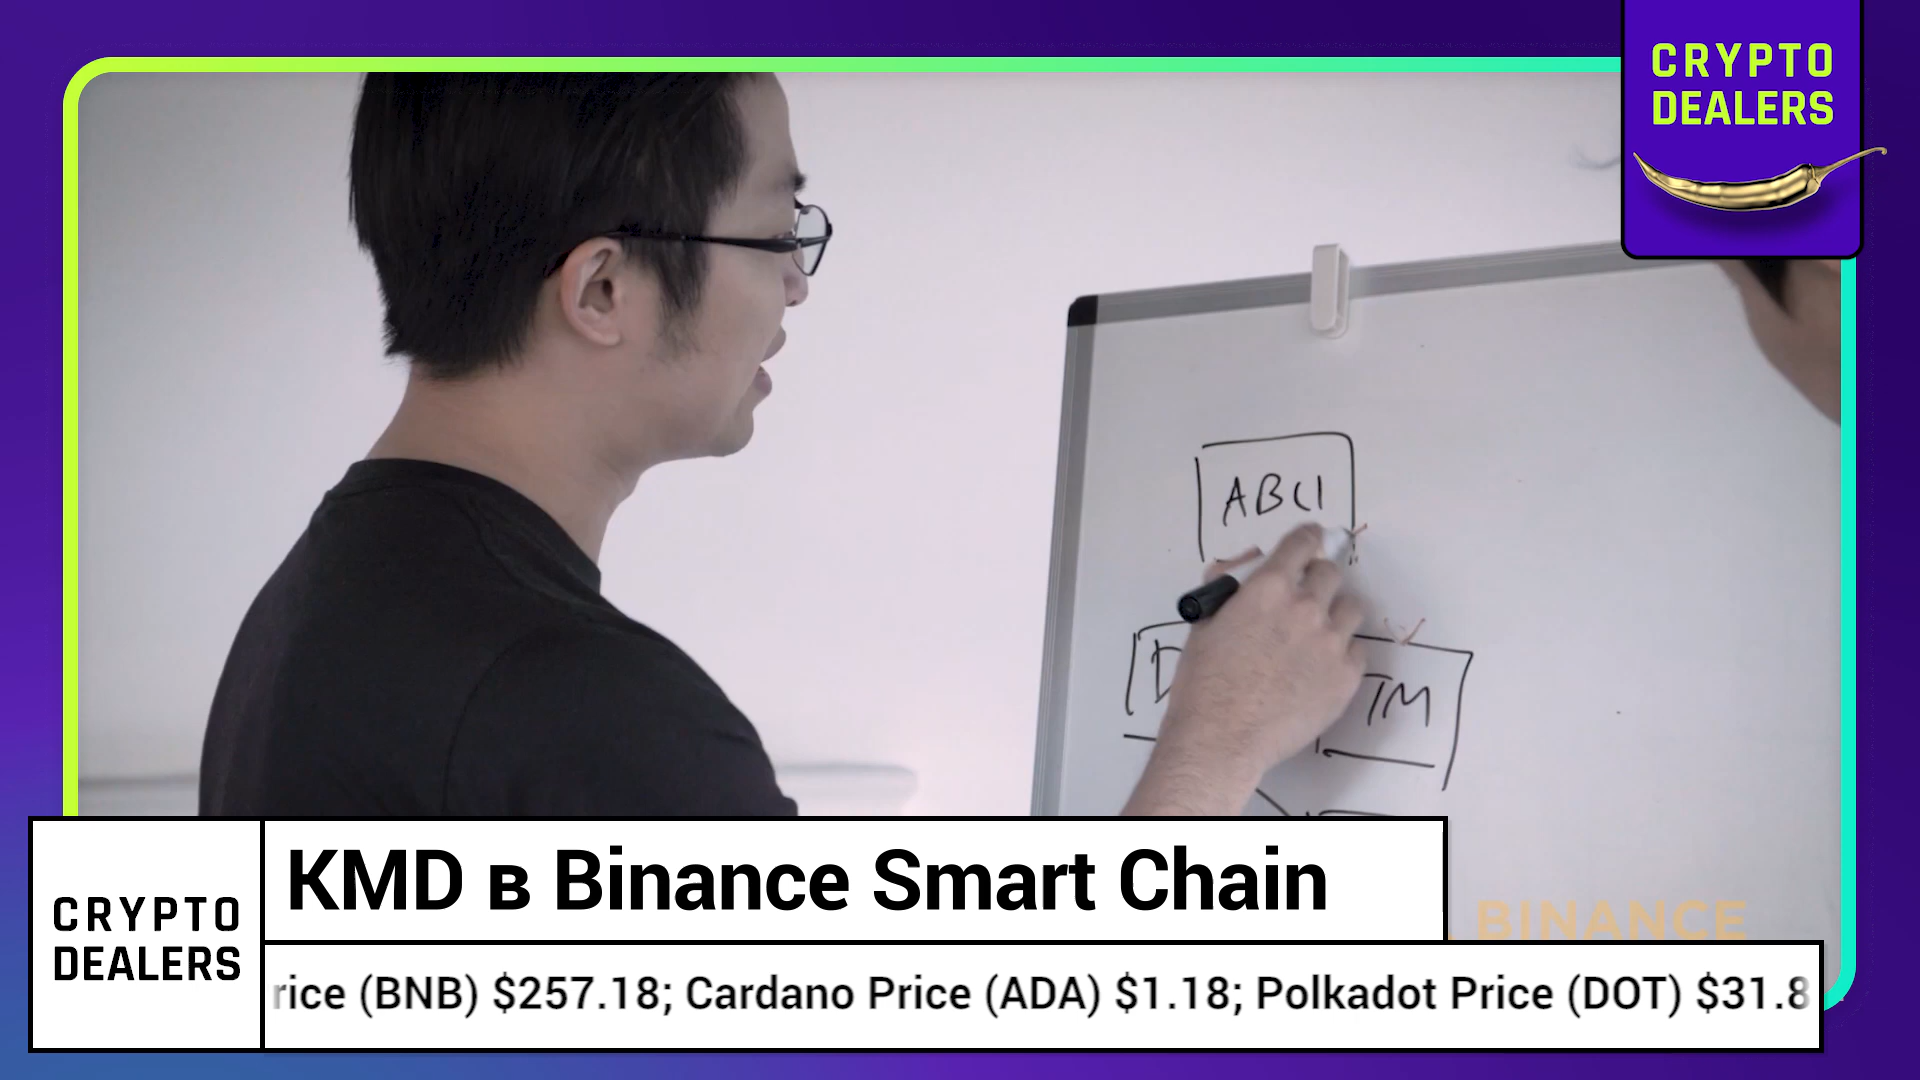 CRYPTO
DEALERS
ABCI
TM
KMD в Binance Smart Chain
BINANCE
CRYPTO
DEALERS
rice (BNB) $257.18; Cardano Price (ADA) $1.18; Polkadot Price (DOT) $31.8